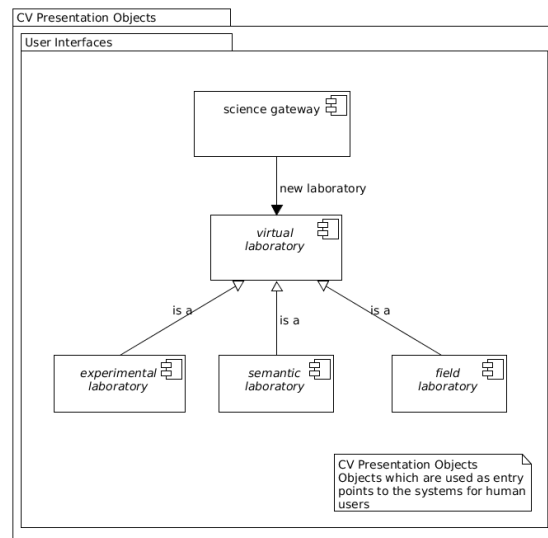 CV Presentation Objects
User Interfaces
science gateway
new laboratory
virtual
laboratory
is a
is a
is a
experimental
laboratory
semantic
laboratory
field
laboratory
CV Presentation Objects
Objects which are used as entry
points to the systems for human
users